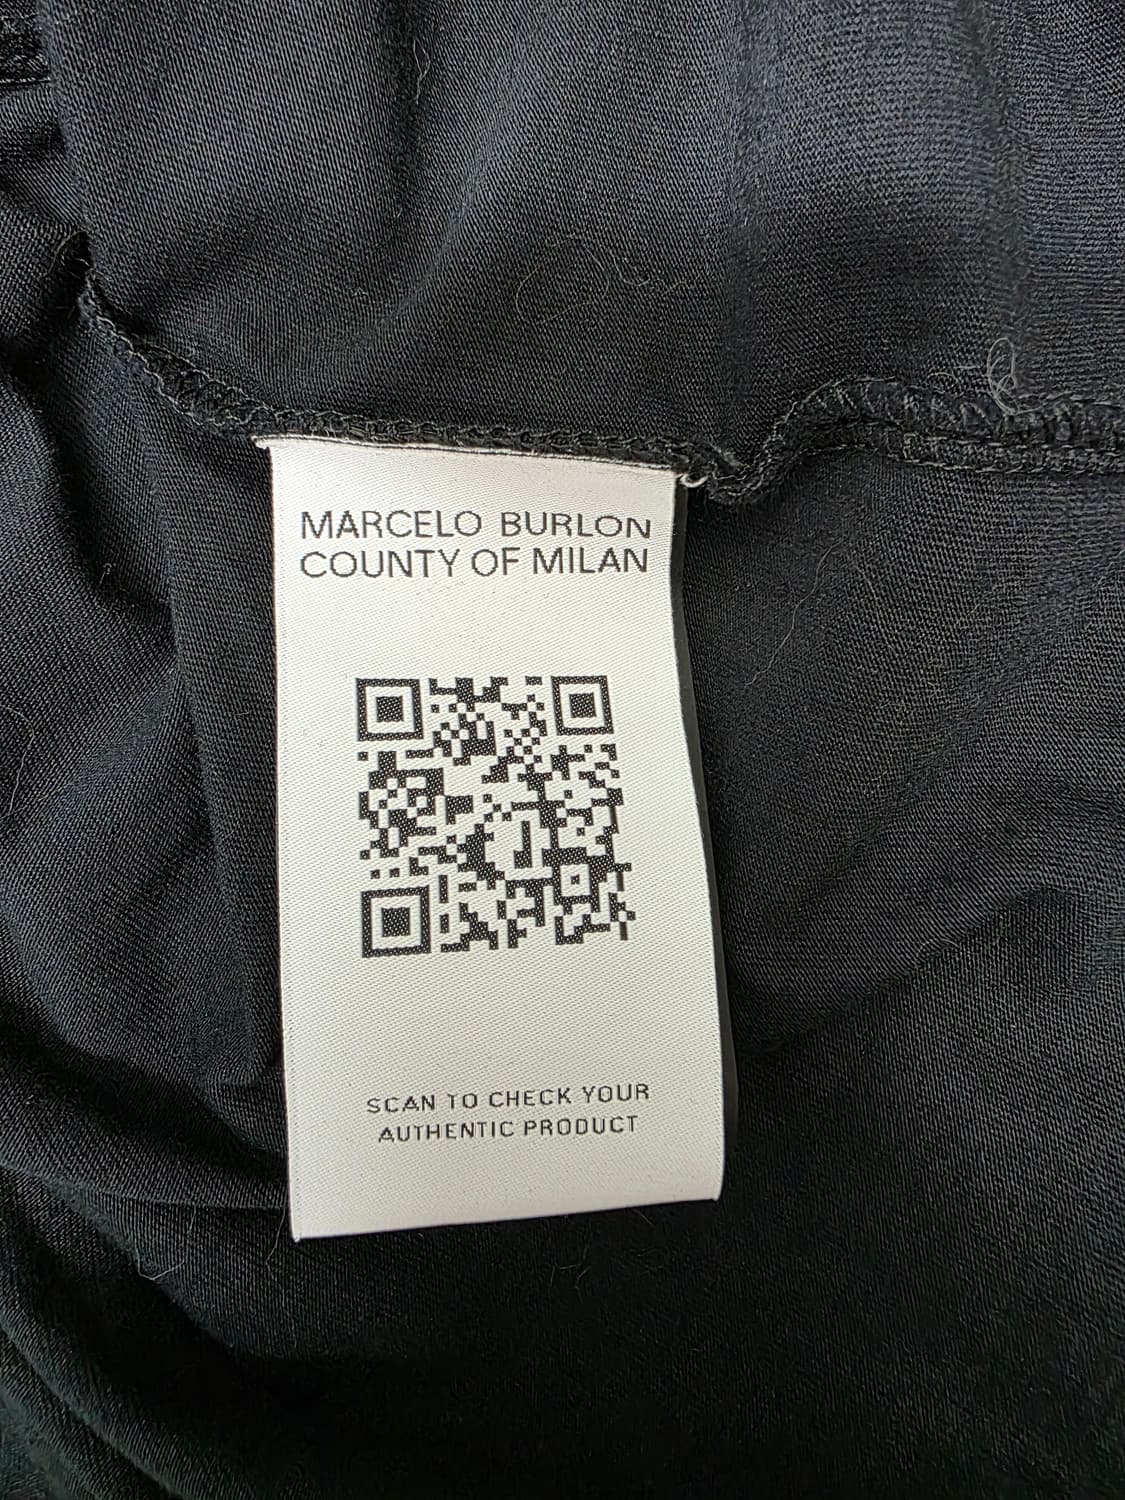 MARCELO BURLON
COUNTY OF MILAN
SCAN TO CHECK YOUR
AUTHENTIC PRODUCT